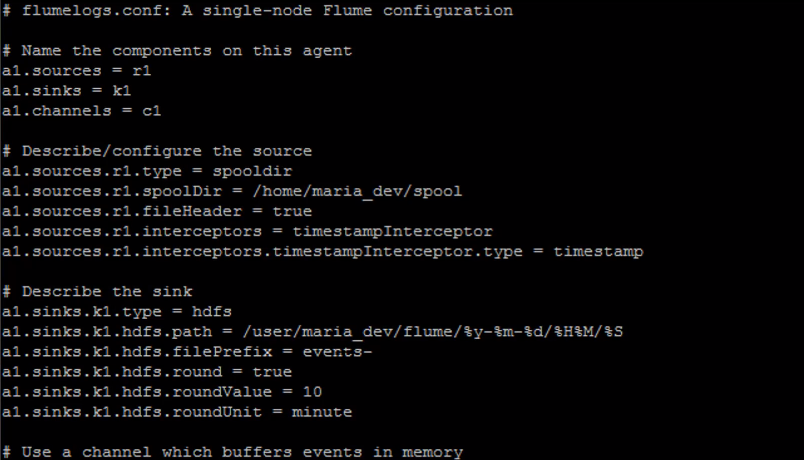 # flumelogs.conf: A single-node Flume configuration
# Name the components on this agent
a1.sources = r1
a1.sinks = k1
a1.channels = c1
# Describe/configure the source
a1.sources.r1.type = spooldir
a1.sources.r1.spoolDir = /home/maria_dev/spool
a1.sources.r1.fileHeader = true
a1.sources.r1.interceptors = timestampInterceptor
a1.sources.r1.interceptors.timestampInterceptor.type = timestamp
# Describe the sink
a1.sinks.k1.type = hdfs
a1.sinks.k1.hdfs.path = /user/maria_dev/flume/%y-%m-%d/%H%M/%S
a1.sinks.k1.hdfs.filePrefix = events-
a1.sinks.k1.hdfs.round = true
a1.sinks.k1.hdfs.roundValue = 10
a1.sinks.k1.hdfs.roundUnit = minute
# Use a channel which buffers events in memory